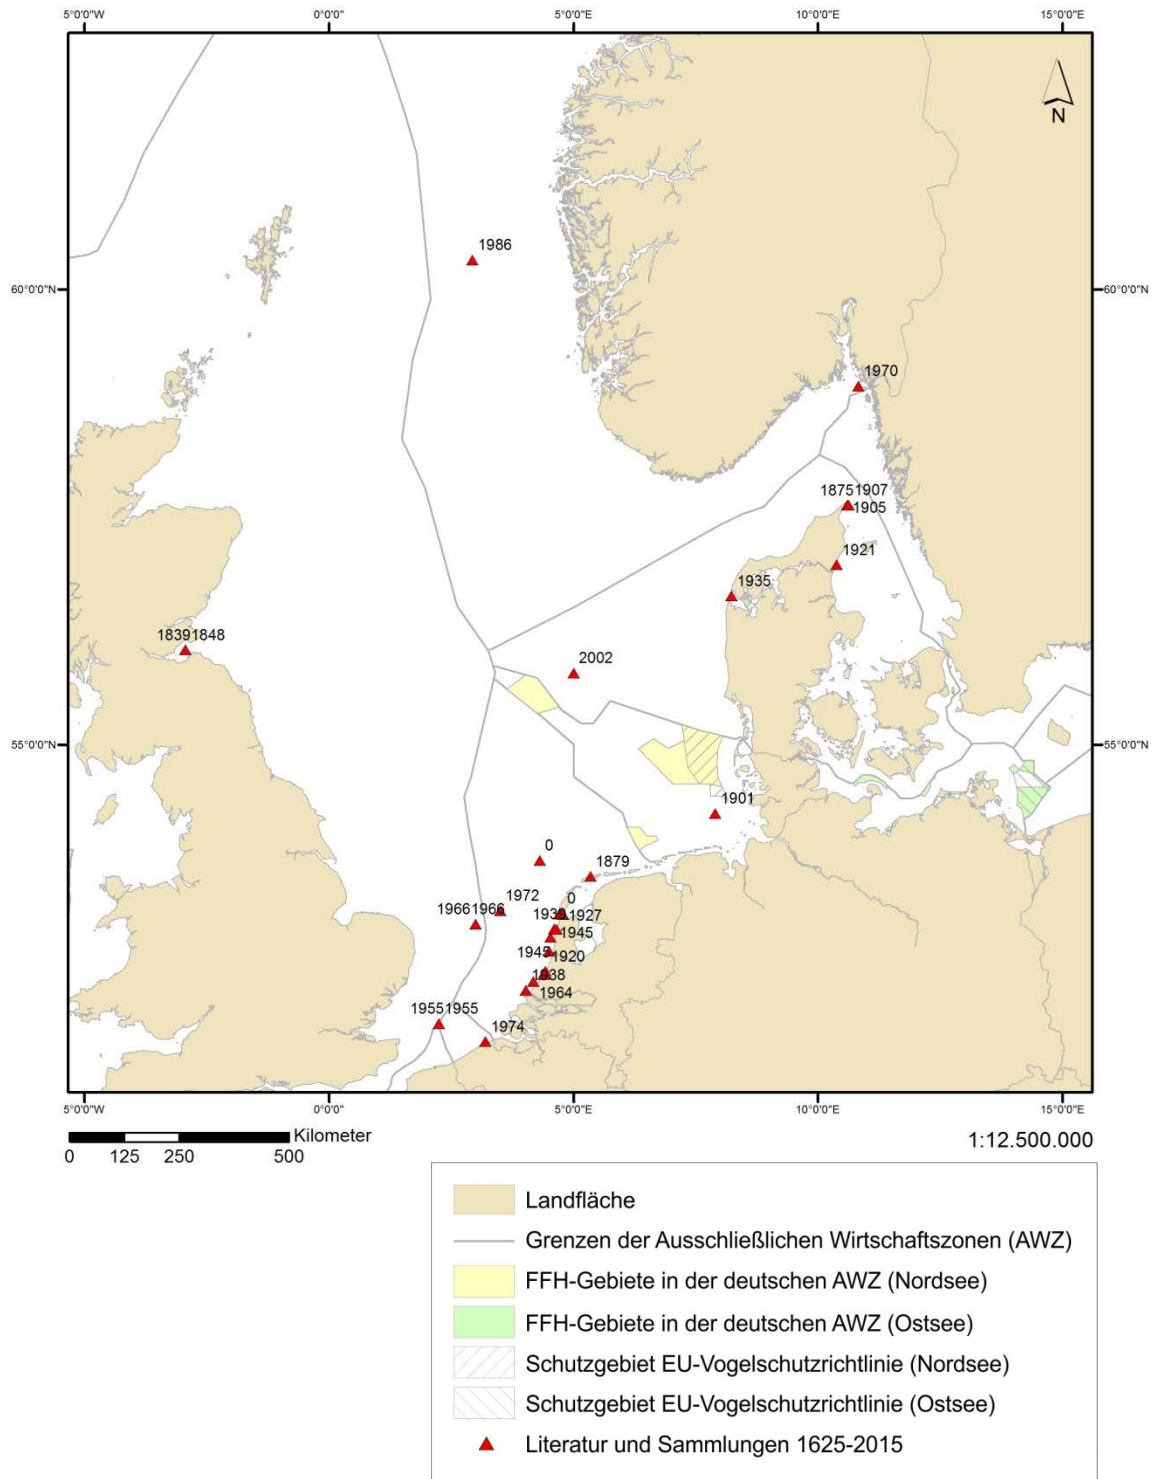 5°0'0"W 0°0'0" 5°0'0"E 10°0'0"E 15°0'0"E
N
1986
60°0'0"N 60°0'0"N
1970
18751907
1905
1921
1935
18391848
2002
55°0'0"N 55°0'0"N
1901
0
1879
0
1972
19661966
1939 1927
1945
1945 1920
1938
1964
19551955
1974
5°0'0"W 0°0'0" 5°0'0"E 10°0'0"E 15°0'0"E
Kilometer
0 125 250 500
1:12.500.000
Landfläche
Grenzen der Ausschließlichen Wirtschaftszonen (AWZ)
FFH-Gebiete in der deutschen AWZ (Nordsee)
FFH-Gebiete in der deutschen AWZ (Ostsee)
Schutzgebiet EU-Vogelschutzrichtlinie (Nordsee)
Schutzgebiet EU-Vogelschutzrichtlinie (Ostsee)
Literatur und Sammlungen 1625-2015